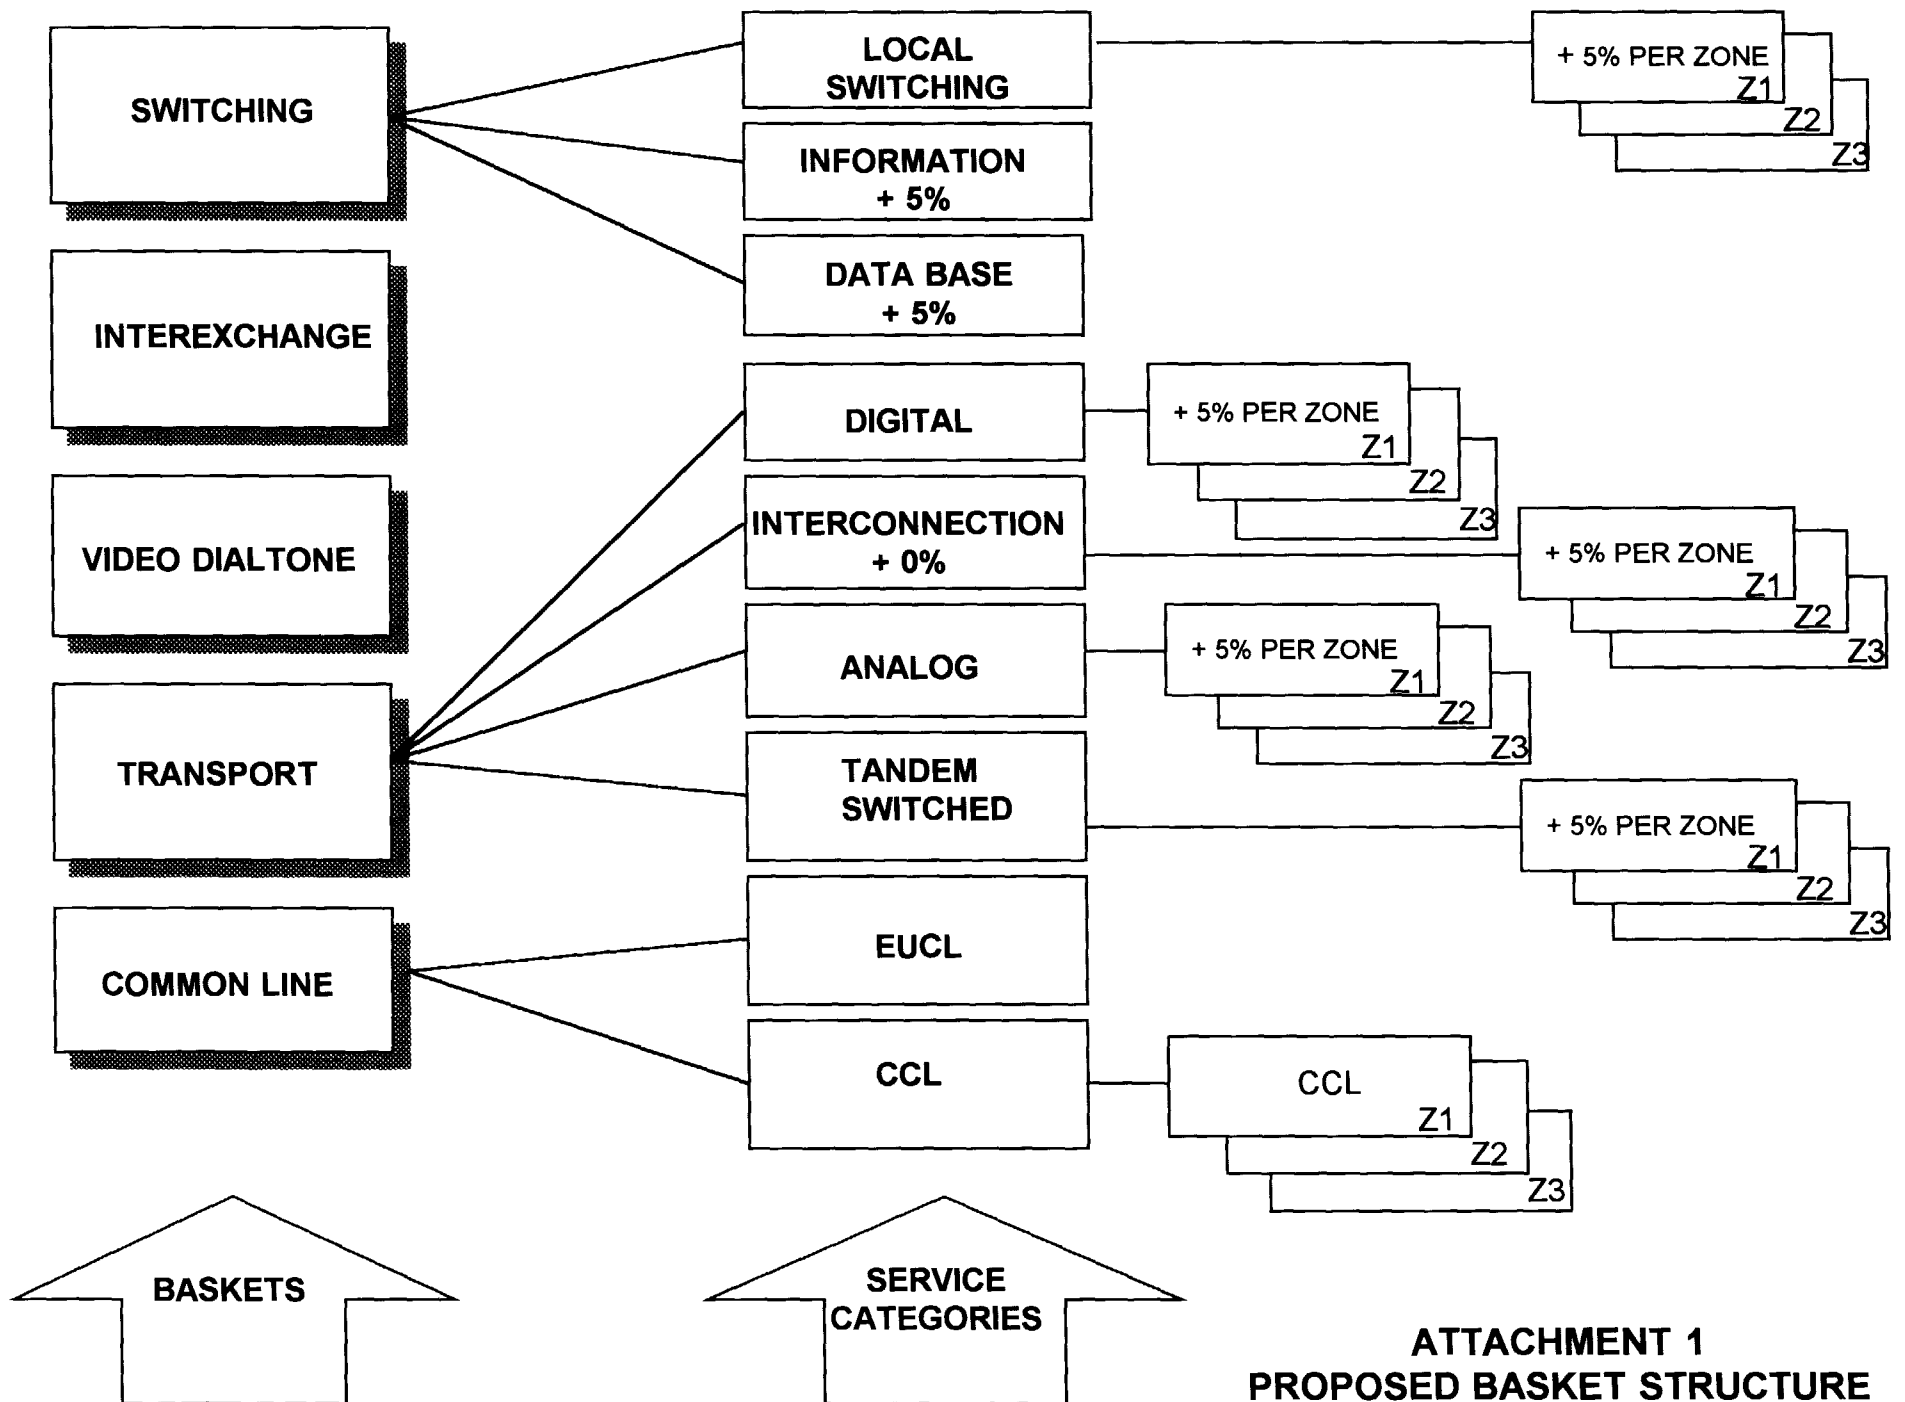 SWITCHING
INTEREXCHANGE
VIDEO DIALTONE
TRANSPORT
COMMON LINE
BASKETS
LOCAL
SWITCHING
INFORMATION
+ 5%
DATA BASE
+ 5%
DIGITAL
INTERCONNECTION
+ 0%
ANALOG
TANDEM
SWITCHED
EUCL
CCL
SERVICE
CATEGORIES
+ 5% PER ZONE
Z1
Z2
Z3
+ 5% PER ZONE
Z1
Z2
Z3
+ 5% PER ZONE
Z1
Z2
Z3
+ 5% PER ZONE
Z1
Z2
Z3
+ 5% PER ZONE
Z1
Z2
Z3
CCL
Z1
Z2
Z3
ATTACHMENT 1
PROPOSED BASKET STRUCTURE